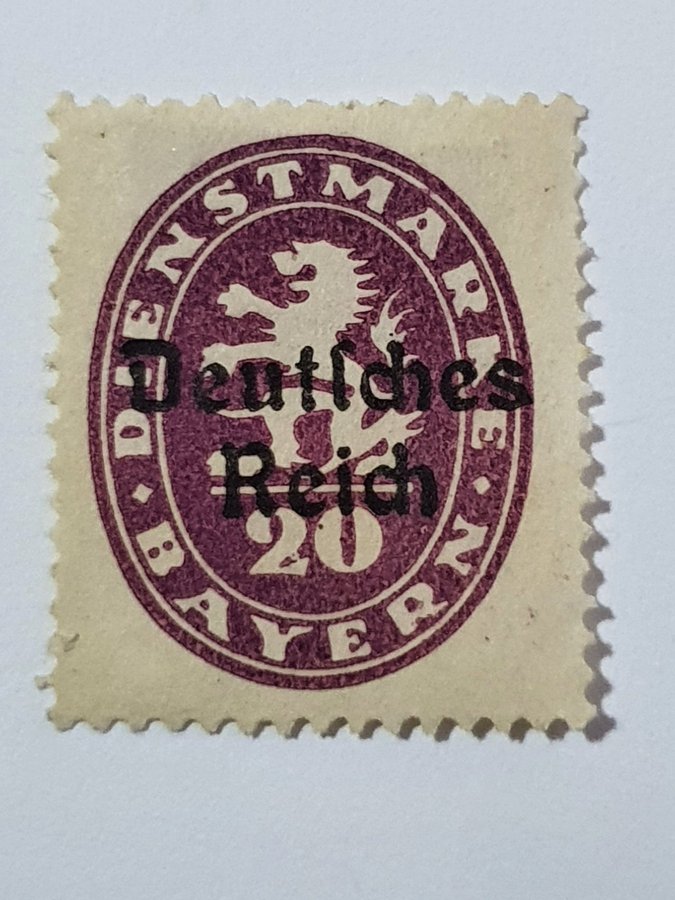 DIENSTMARKE
Deutſches
Reich
20
BAYERN